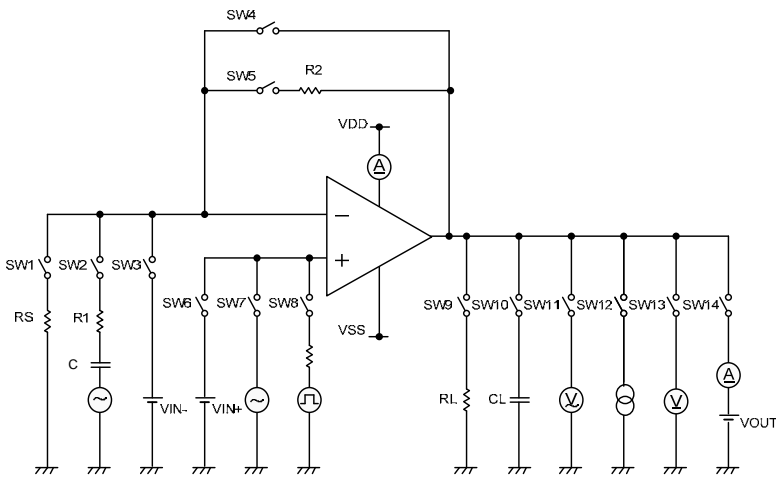 SW4
SW5
R2
VDD
A
−
+
SW1
SW2
SW3
SW6
SW7
SW8
VSS
SW9
SW10
SW11
SW12
SW13
SW14
RS
R1
C
A
RL
CL
V
V
VIN-
VIN+
VOUT